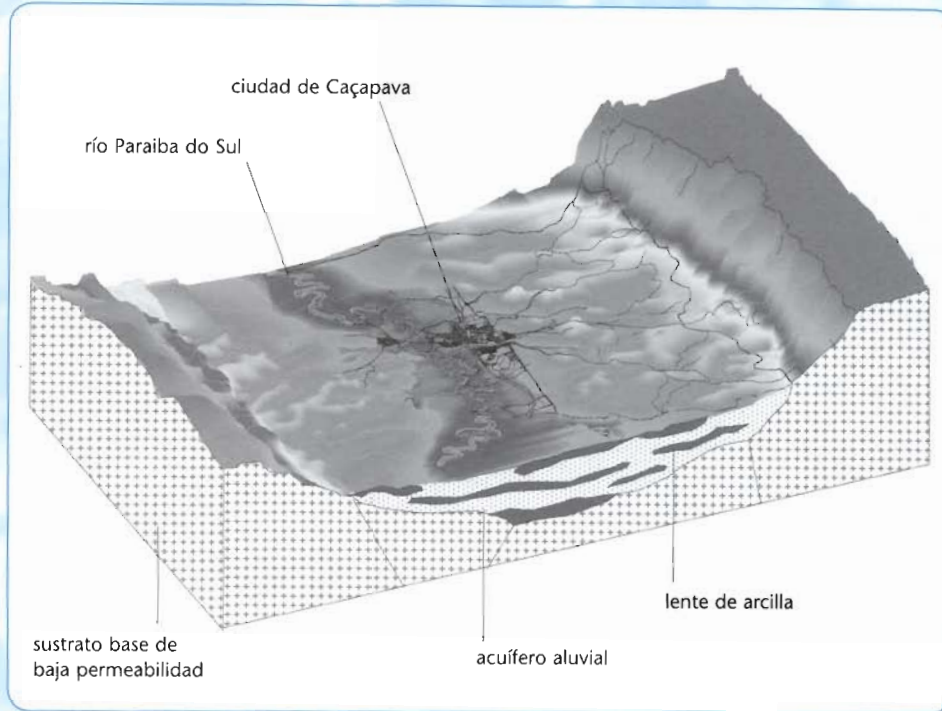 ciudad de Caçapava
río Paraiba do Sul
lente de arcilla
sustrato base de
baja permeabilidad
acuífero aluvial